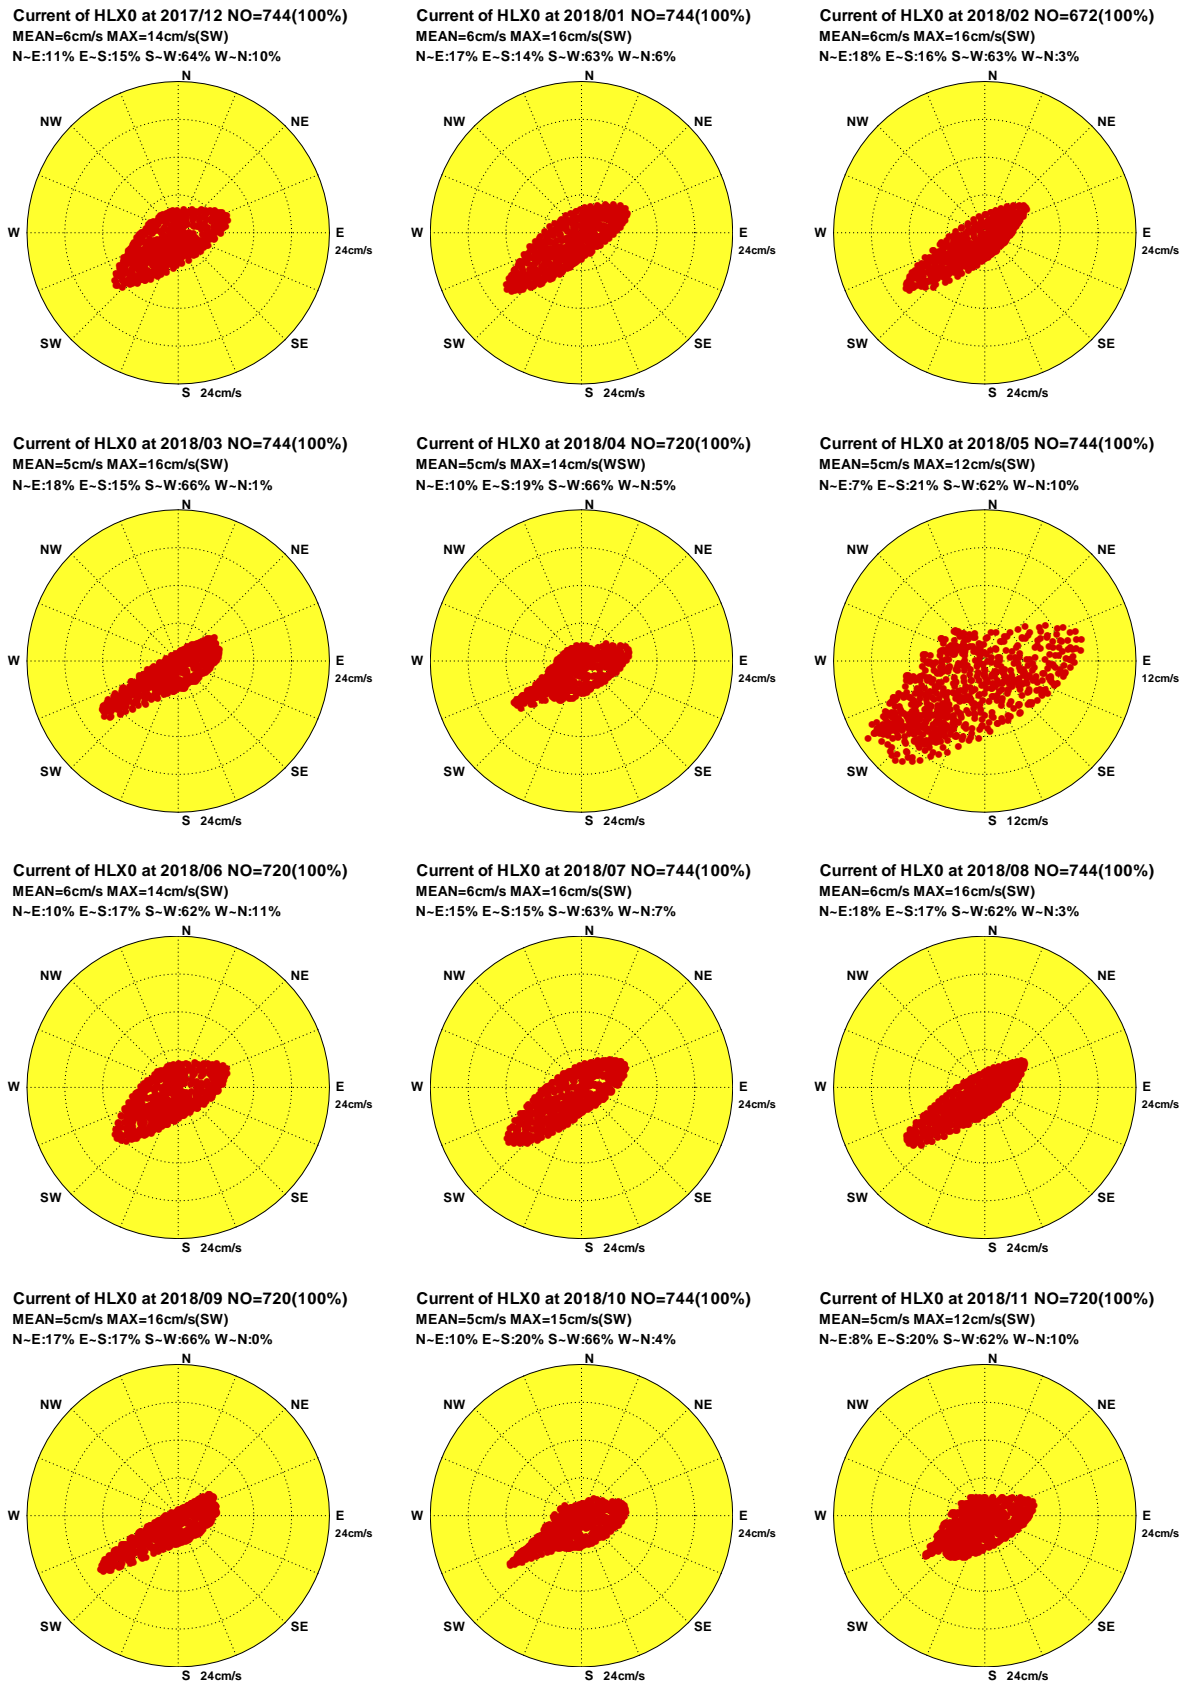 Current of HLX0 at 2017/12 NO=744(100%)
MEAN=6cm/s MAX=14cm/s(SW)
N~E:11% E~S:15% S~W:64% W~N:10%
N
NW
NE
W
E
24cm/s
SW
SE
S 24cm/s
Current of HLX0 at 2018/01 NO=744(100%)
MEAN=6cm/s MAX=16cm/s(SW)
N~E:17% E~S:14% S~W:63% W~N:6%
N
NW
NE
W
E
24cm/s
SW
SE
S 24cm/s
Current of HLX0 at 2018/02 NO=672(100%)
MEAN=6cm/s MAX=16cm/s(SW)
N~E:18% E~S:16% S~W:63% W~N:3%
N
NW
NE
W
E
24cm/s
SW
SE
S 24cm/s
Current of HLX0 at 2018/03 NO=744(100%)
MEAN=5cm/s MAX=16cm/s(SW)
N~E:18% E~S:15% S~W:66% W~N:1%
N
NW
NE
W
E
24cm/s
SW
SE
S 24cm/s
Current of HLX0 at 2018/04 NO=720(100%)
MEAN=5cm/s MAX=14cm/s(WSW)
N~E:10% E~S:19% S~W:66% W~N:5%
N
NW
NE
W
E
24cm/s
SW
SE
S 24cm/s
Current of HLX0 at 2018/05 NO=744(100%)
MEAN=5cm/s MAX=12cm/s(SW)
N~E:7% E~S:21% S~W:62% W~N:10%
N
NW
NE
W
E
12cm/s
SW
SE
S 12cm/s
Current of HLX0 at 2018/06 NO=720(100%)
MEAN=6cm/s MAX=14cm/s(SW)
N~E:10% E~S:17% S~W:62% W~N:11%
N
NW
NE
W
E
24cm/s
SW
SE
S 24cm/s
Current of HLX0 at 2018/07 NO=744(100%)
MEAN=6cm/s MAX=16cm/s(SW)
N~E:15% E~S:15% S~W:63% W~N:7%
N
NW
NE
W
E
24cm/s
SW
SE
S 24cm/s
Current of HLX0 at 2018/08 NO=744(100%)
MEAN=6cm/s MAX=16cm/s(SW)
N~E:18% E~S:17% S~W:62% W~N:3%
N
NW
NE
W
E
24cm/s
SW
SE
S 24cm/s
Current of HLX0 at 2018/09 NO=720(100%)
MEAN=5cm/s MAX=16cm/s(SW)
N~E:17% E~S:17% S~W:66% W~N:0%
N
NW
NE
W
E
24cm/s
SW
SE
S 24cm/s
Current of HLX0 at 2018/10 NO=744(100%)
MEAN=5cm/s MAX=15cm/s(SW)
N~E:10% E~S:20% S~W:66% W~N:4%
N
NW
NE
W
E
24cm/s
SW
SE
S 24cm/s
Current of HLX0 at 2018/11 NO=720(100%)
MEAN=5cm/s MAX=12cm/s(SW)
N~E:8% E~S:20% S~W:62% W~N:10%
N
NW
NE
W
E
24cm/s
SW
SE
S 24cm/s